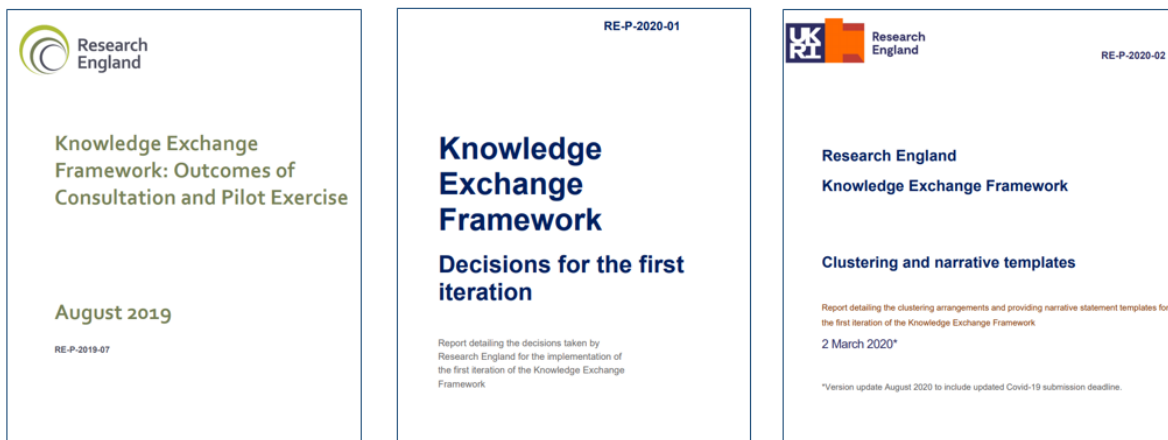 Research
England
Knowledge Exchange
Framework: Outcomes of
Consultation and Pilot Exercise
August 2019
RE-P-2019-07
RE-P-2020-01
Knowledge
Exchange
Framework
Decisions for the first
iteration
Report detailing the decisions taken by
Research England for the implementation of
the first iteration of the Knowledge Exchange
Framework
UK
RI
Research
England
RE-P-2020-02
Research England
Knowledge Exchange Framework
Clustering and narrative templates
Report detailing the clustering arrangements and providing narrative statement templates for
the first iteration of the Knowledge Exchange Framework
2 March 2020*
*Version update August 2020 to include updated Covid-19 submission deadline.